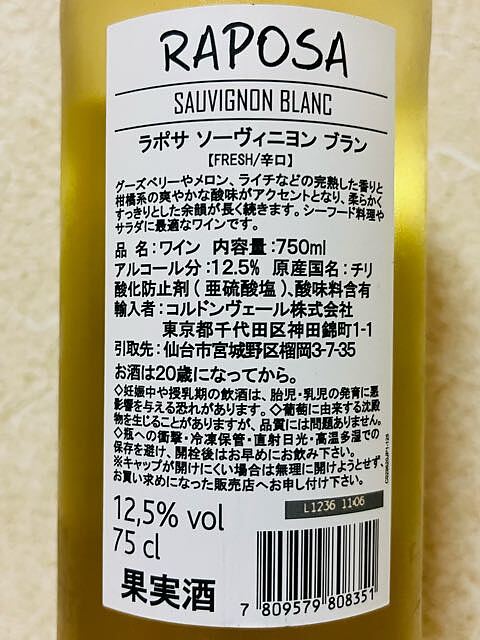 RAPOSA
SAUVIGNON BLANC
ラポサ ソーヴィニヨン ブラン
【FRESH/辛口】
グーズベリーやメロン、ライチなどの完熟した香りと
柑橘系の爽やかな酸味がアクセントとなり、柔らかく
すっきりとした余韻が長く続きます。シーフード料理や
サラダに最適なワインです。
品 名：ワイン 内容量：750ml
アルコール分：12.5% 原産国名：チリ
酸化防止剤（亜硫酸塩）、酸味料含有
輸入者：コルドンヴェール株式会社
東京都千代田区神田錦町1-1
引取先：仙台市宮城野区榴岡3-7-35
お酒は20歳になってから。
◇妊娠中や授乳期の飲酒は、胎児・乳児の発育に悪
影響を与える恐れがあります。◇葡萄に由来する沈殿
物を生じることがありますが、品質には問題ありません。
◇瓶への衝撃・冷凍保管・直射日光・高温多湿での
保存を避け、開栓後はお早めにお飲み下さい。
※キャップが開けにくい場合は無理に開けようとせず、
お買い求めになった販売店へお申し付け下さい。
12,5% vol
75 cl
L1236 11:06
果実酒
7 809579 808351